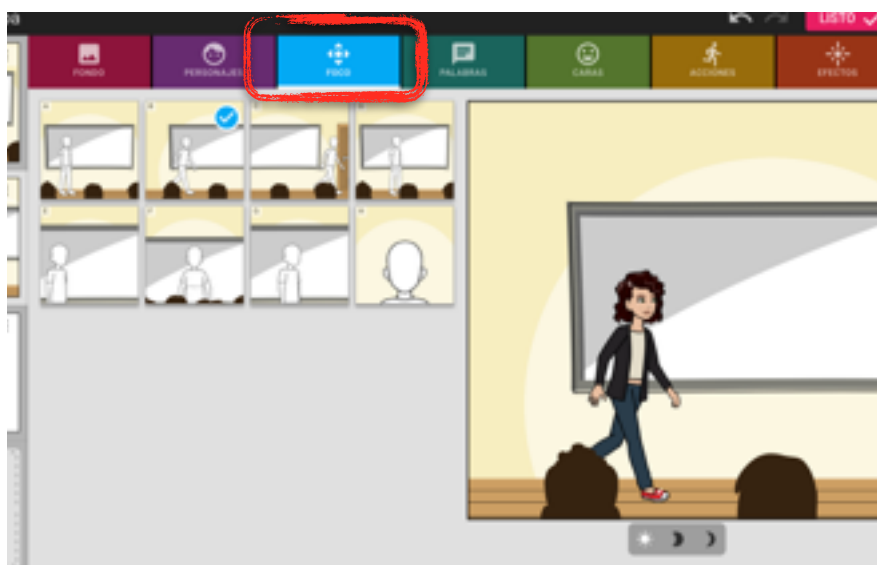 LISTO
FONDO
PERSONAJES
FOCO
PALABRAS
CARAS
ACCIONES
EFECTOS